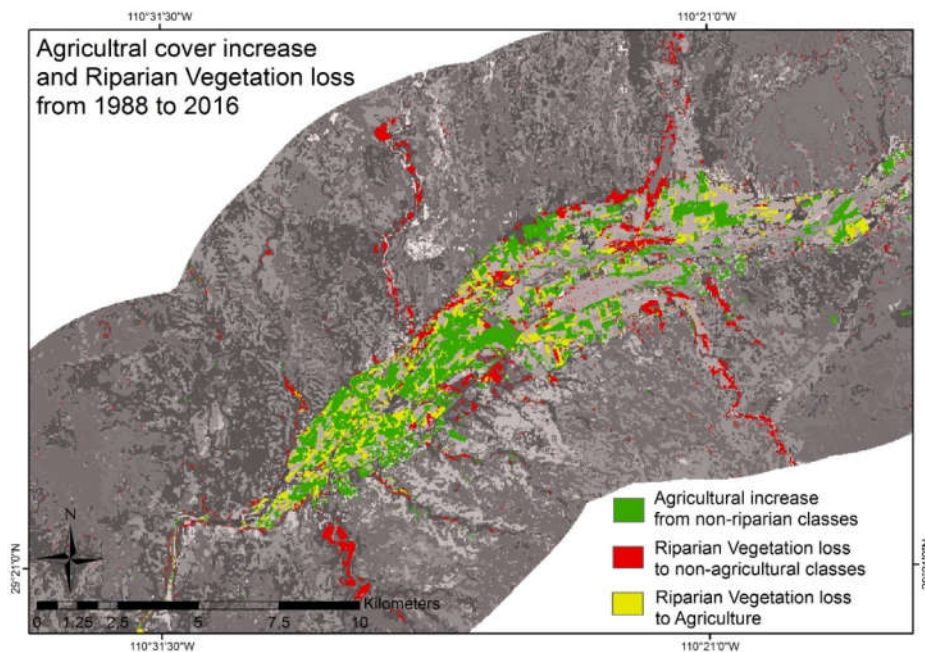 110°31'30"W
110°21'0"W
Agricultral cover increase
and Riparian Vegetation loss
from 1988 to 2016
N
29°21'0"N
Kilometers
0 1.25 2.5 5 7.5 10
Agricultural increase
from non-riparian classes
Riparian Vegetation loss
to non-agricultural classes
Riparian Vegetation loss
to Agriculture
110°31'30"W
110°21'0"W